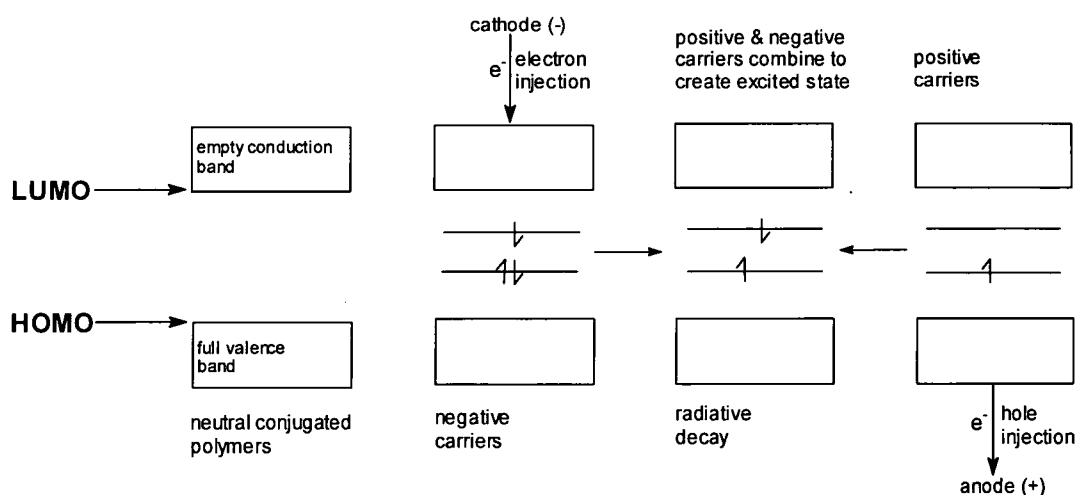 cathode (-)
e-
electron
injection
positive & negative
carriers combine to
create excited state
positive
carriers
empty conduction
band
LUMO
HOMO
full valence
band
neutral conjugated
polymers
negative
carriers
radiative
decay
e-
hole
injection
anode (+)